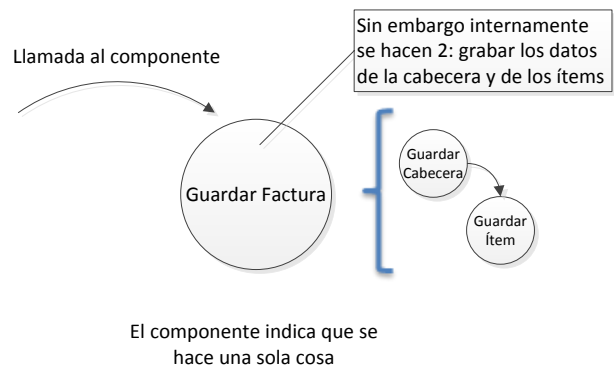 Sin embargo internamente
se hacen 2: grabar los datos
de la cabecera y de los ítems
Llamada al componente
Guardar Factura
Guardar
Cabecera
Guardar
Ítem
El componente indica que se
hace una sola cosa